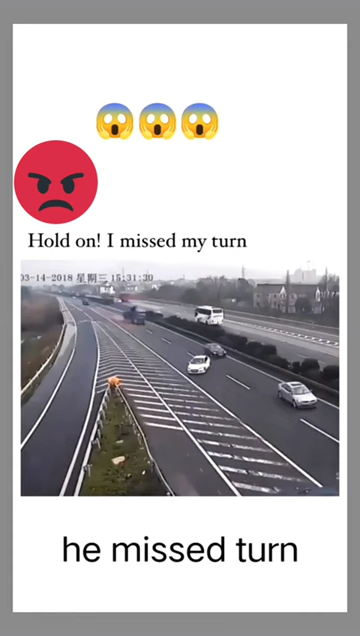 Hold on! I missed my turn
03-14-2018 星期三 15:31:30
he missed turn